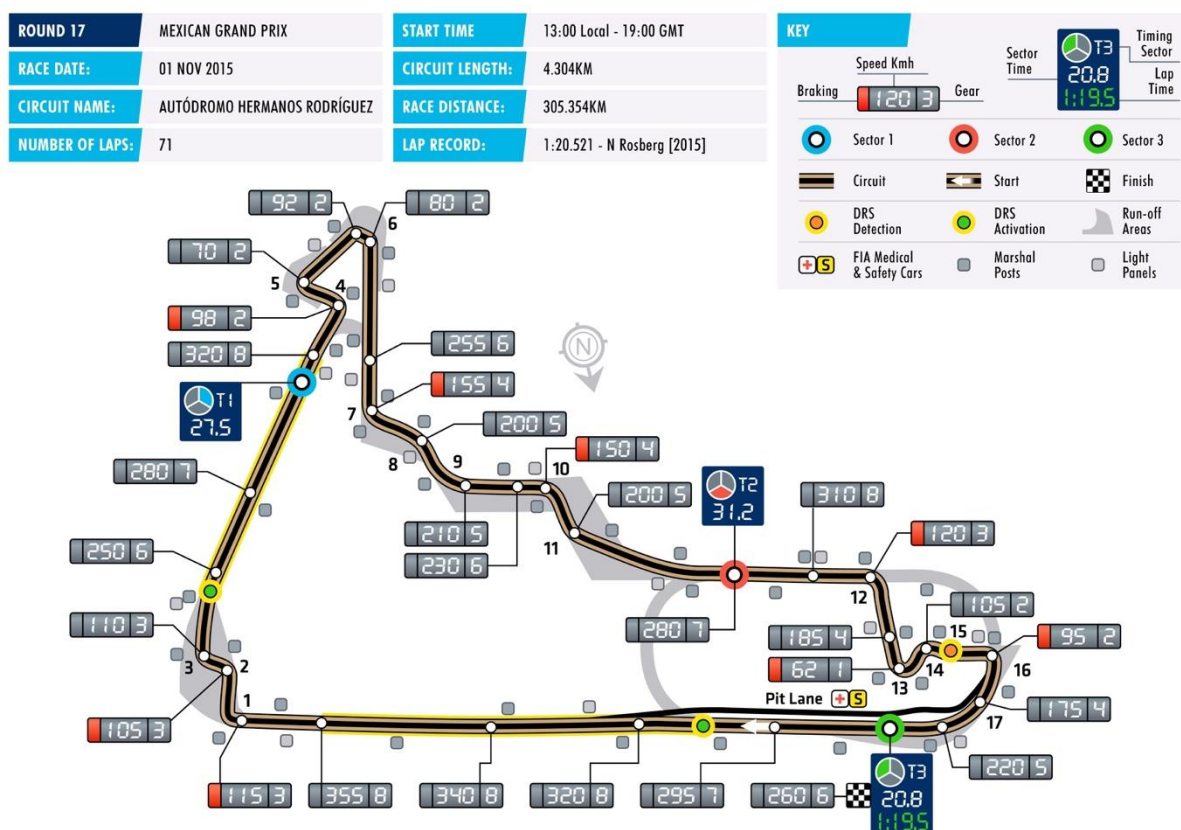 ROUND 17 MEXICAN GRAND PRIX
RACE DATE: 01 NOV 2015
CIRCUIT NAME: AUTÓDROMO HERMANOS RODRÍGUEZ
NUMBER OF LAPS: 71
START TIME 13:00 Local - 19:00 GMT
CIRCUIT LENGTH: 4.304KM
RACE DISTANCE: 305.354KM
LAP RECORD: 1:20.521 - N Rosberg [2015]
KEY
Speed Kmh
Braking 120 3 Gear
Sector Time
T3
20.8
1:19.5
Timing Sector
Lap Time
Sector 1 Sector 2 Sector 3
Circuit Start Finish
DRS Detection
DRS Activation
Run-off Areas
S FIA Medical & Safety Cars
Marshal Posts
Light Panels
92 2
80 2
6
70 2
5
4
98 2
320 8
255 6
N
155 4
T1
27.5
7
200 5
8
9
10
150 4
280 7
210 5
230 6
200 5
11
T2
31.2
310 8
120 3
12
250 6
280 7
105 2
185 4
15
95 2
110 3
3
2
62 1
13
14
16
1
Pit Lane S
17
175 4
105 3
220 5
115 3
355 8
340 8
320 8
295 7
260 6
T3
20.8
1:19.5